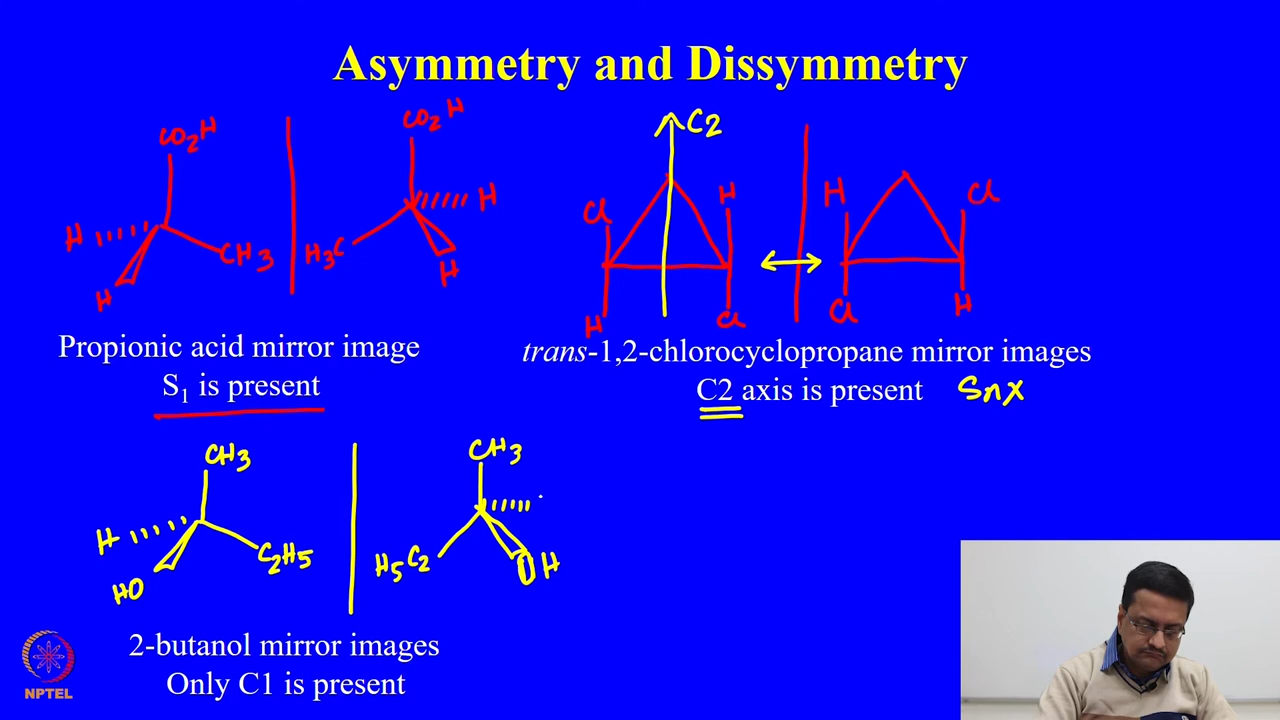 Asymmetry and Dissymmetry
CO2H
H
CH3
H
CO2H
H
H3C
H
C2
Cl
H
H
Cl
H
Cl
Cl
H
Propionic acid mirror image
S1 is present
trans-1,2-chlorocyclopropane mirror images
C2 axis is present Sn X
CH3
H
C2H5
HO
CH3
H5C2
OH
2-butanol mirror images
Only C1 is present
NPTEL